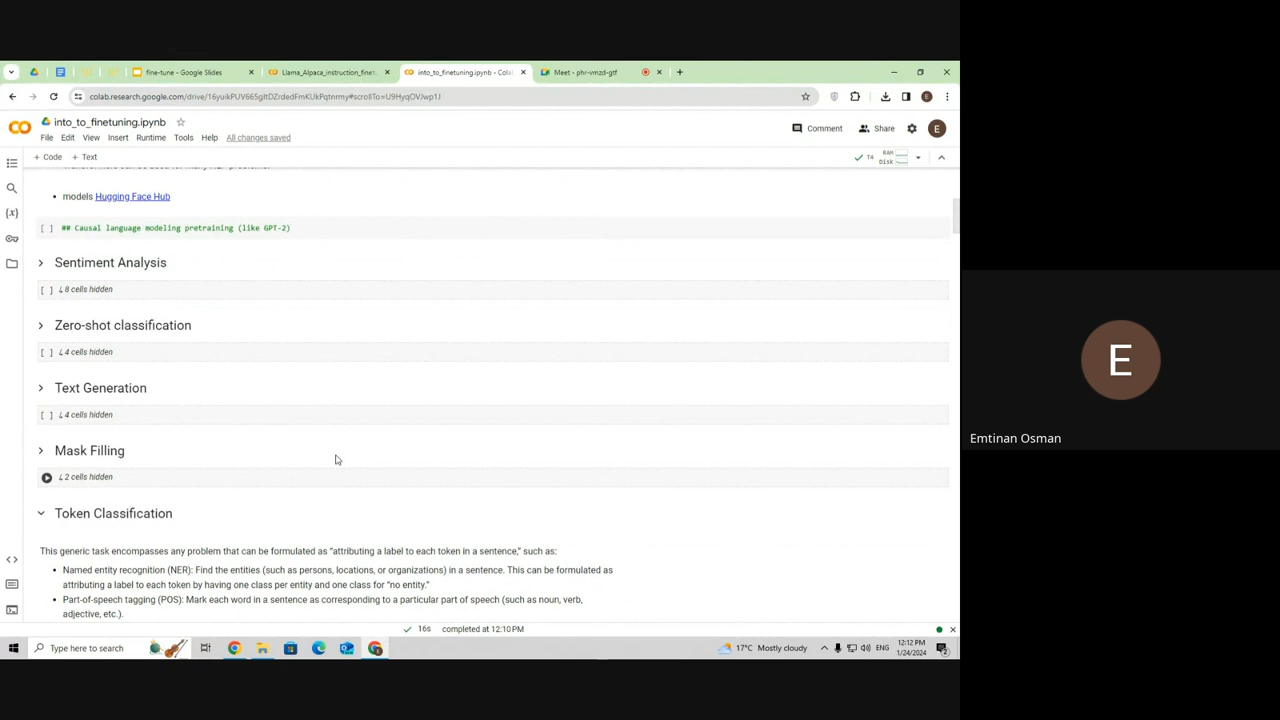 fine-tune - Google Slides
Llama_Alpaca_instruction_finet
into_to_finetuning.ipynb - Colab
Meet - phr-vmzd-gtf
colab.research.google.com/drive/16yuikPUV665gItDZrdedFmKUkPqtnrmy#scrollTo=U9HyqOVJwp1J
into_to_finetuning.ipynb
File Edit View Insert Runtime Tools Help All changes saved
Comment Share E
+ Code + Text
T4 RAM Disk
models Hugging Face Hub
[ ] ## Causal language modeling pretraining (like GPT-2)
Sentiment Analysis
[ ] ↳ 8 cells hidden
Zero-shot classification
[ ] ↳ 4 cells hidden
Text Generation
[ ] ↳ 4 cells hidden
Mask Filling
↳ 2 cells hidden
Token Classification
This generic task encompasses any problem that can be formulated as “attributing a label to each token in a sentence,” such as:
• Named entity recognition (NER): Find the entities (such as persons, locations, or organizations) in a sentence. This can be formulated as
attributing a label to each token by having one class per entity and one class for “no entity.”
• Part-of-speech tagging (POS): Mark each word in a sentence as corresponding to a particular part of speech (such as noun, verb,
adjective, etc.).
16s completed at 12:10 PM
Type here to search
17°C Mostly cloudy
ENG
12:12 PM
1/24/2024
E
Emtinan Osman